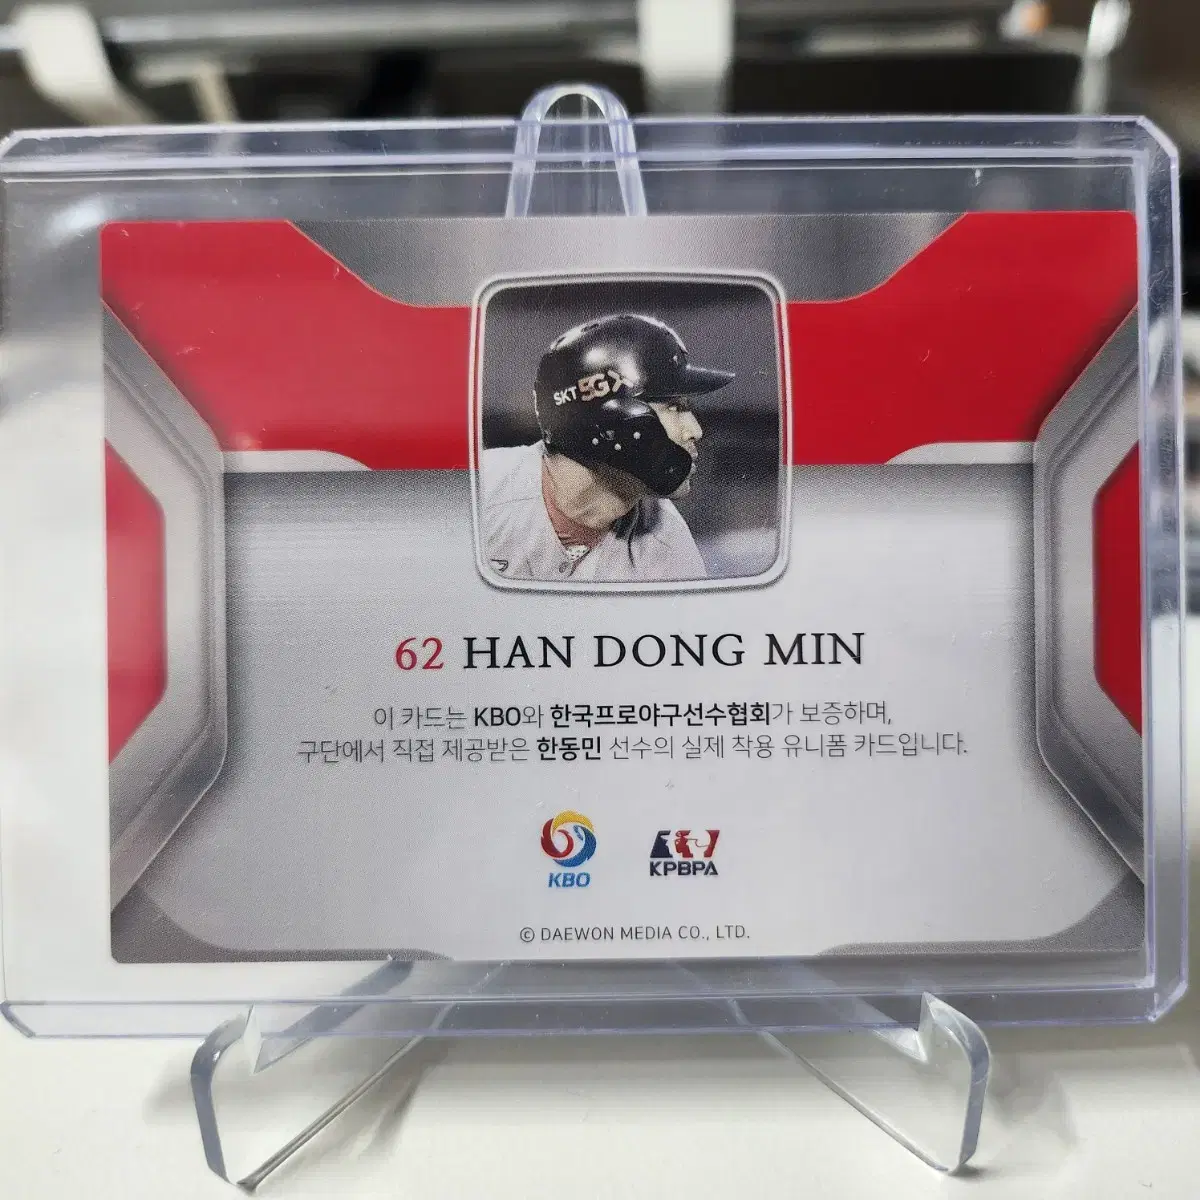 SKT 5GX
62 HAN DONG MIN
이 카드는 KBO와 한국프로야구선수협회가 보증하며,
구단에서 직접 제공받은 한동민 선수의 실제 착용 유니폼 카드입니다.
KBO
KPBPA
© DAEWON MEDIA CO., LTD.